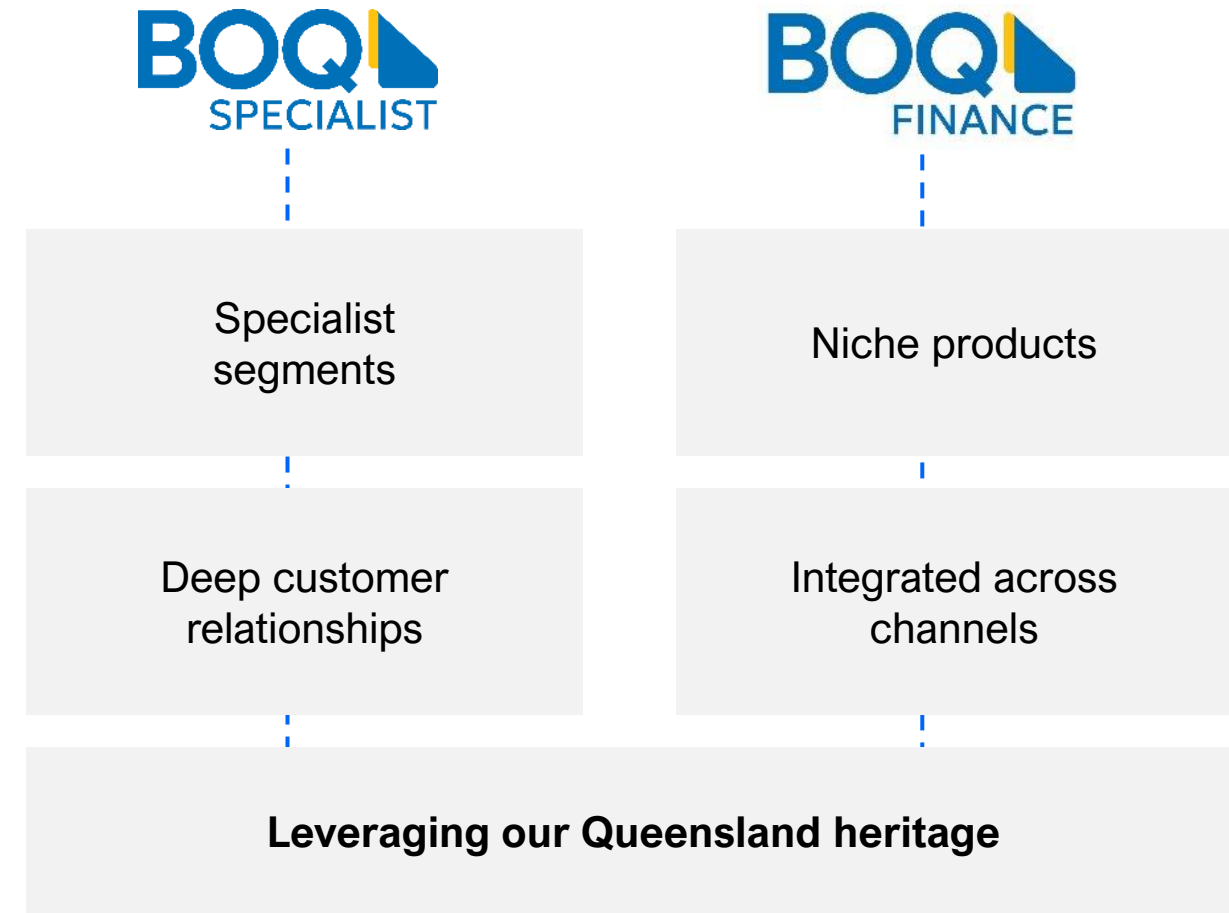 BOQ
SPECIALIST
BOQ
FINANCE
Specialist
segments
Niche products
Deep customer
relationships
Integrated across
channels
Leveraging our Queensland heritage